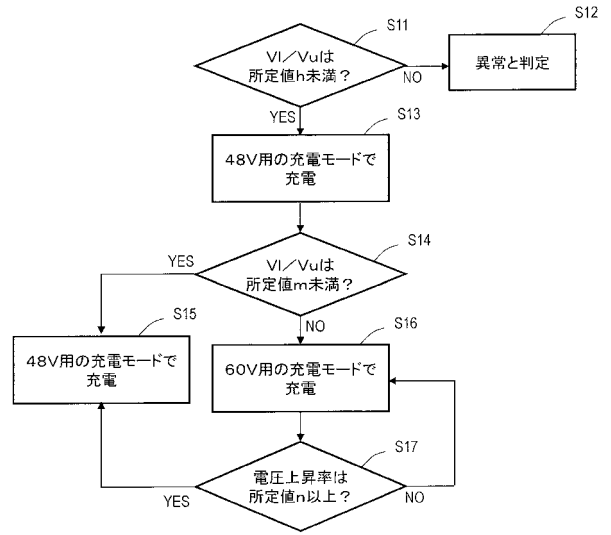 S11
Vl／Vuは
所定値h未満？
NO
S12
異常と判定
YES
S13
48V用の充電モードで
充電
S14
Vl／Vuは
所定値m未満？
YES
NO
S15
48V用の充電モードで
充電
S16
60V用の充電モードで
充電
S17
電圧上昇率は
所定値n以上？
YES
NO